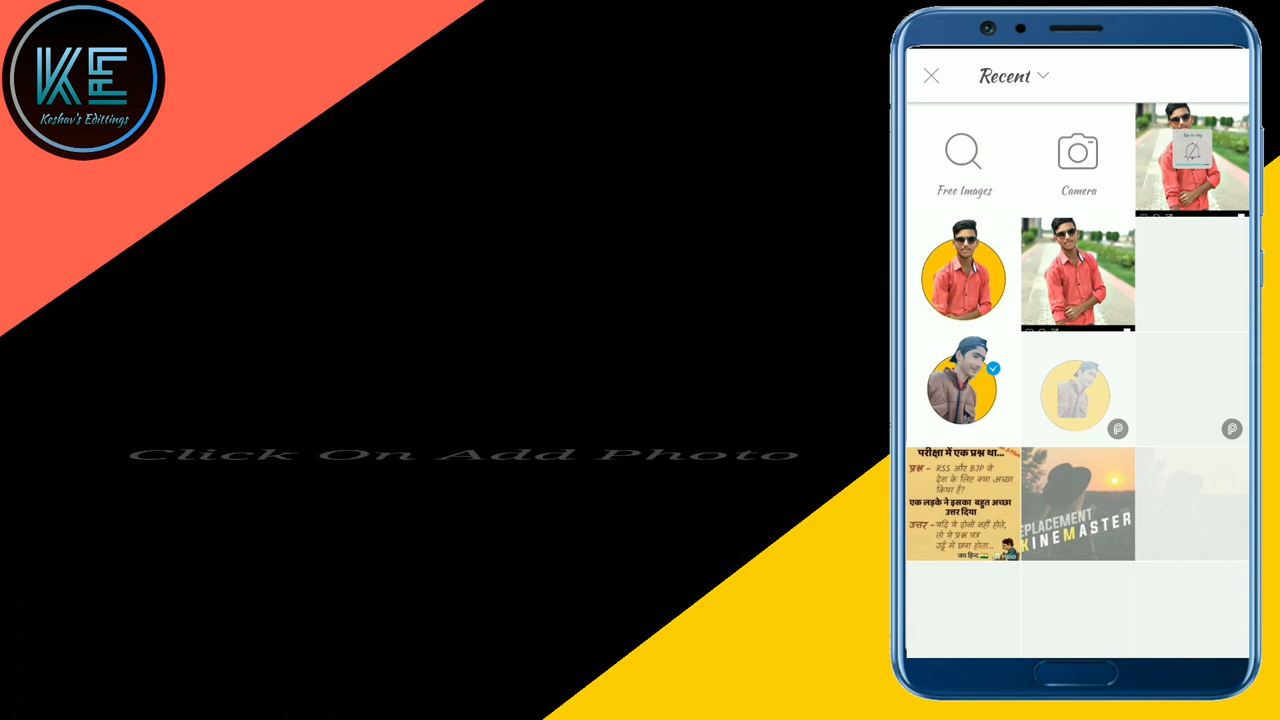 KE
Keshav's Edittings
Recent
Free Images
Camera
Click On Add Photo
परीक्षा में एक प्रश्न था...
प्रश्न - RSS और BJP ने
देश के लिए क्या अच्छा
किया है?
एक लड़के ने इसका बहुत अच्छा
उत्तर दिया
उत्तर - यदि ये दोनों नहीं होते,
तो ये प्रश्न पत्र
उर्दू में छपा होता...
जय हिन्द
EPLACEMENT
KINEMASTER